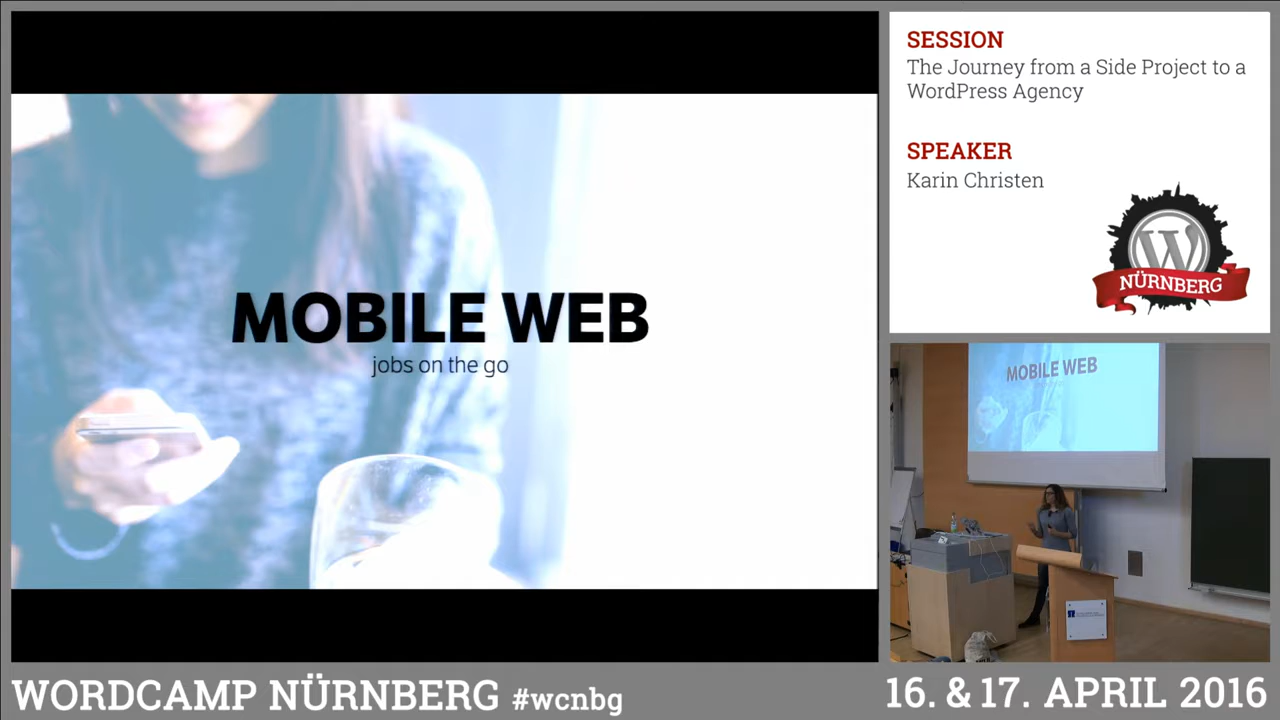 MOBILE WEB
jobs on the go
SESSION
The Journey from a Side Project to a
WordPress Agency
SPEAKER
Karin Christen
W
NÜRNBERG
MOBILE WEB
WORDCAMP NÜRNBERG #wcnbg
16. & 17. APRIL 2016